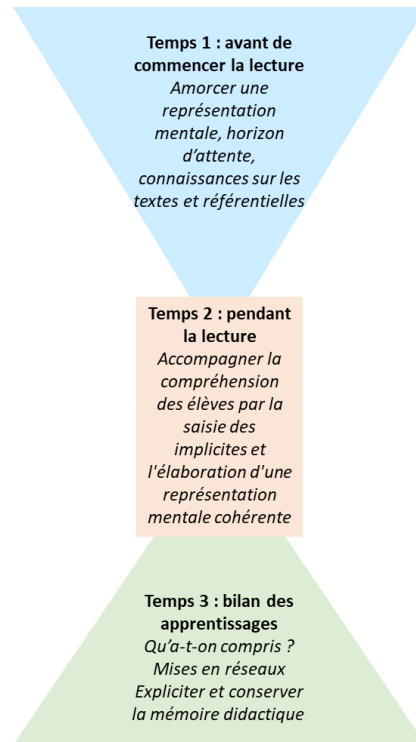 Temps 1 : avant de
commencer la lecture
Amorcer une
représentation
mentale, horizon
d’attente,
connaissances sur les
textes et référentielles
Temps 2 : pendant
la lecture
Accompagner la
compréhension
des élèves par la
saisie des
implicites et
l'élaboration d'une
représentation
mentale cohérente
Temps 3 : bilan des
apprentissages
Qu’a-t-on compris ?
Mises en réseaux
Expliciter et conserver
la mémoire didactique